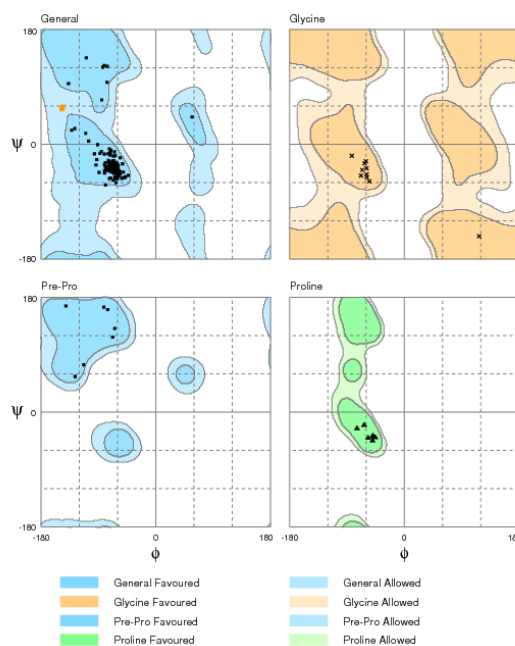 General Glycine
180
ψ 0
-180
Pre-Pro Proline
180
ψ 0
-180
-180 0 180 -180 0 180
ϕ ϕ
General Favoured General Allowed
Glycine Favoured Glycine Allowed
Pre-Pro Favoured Pre-Pro Allowed
Proline Favoured Proline Allowed